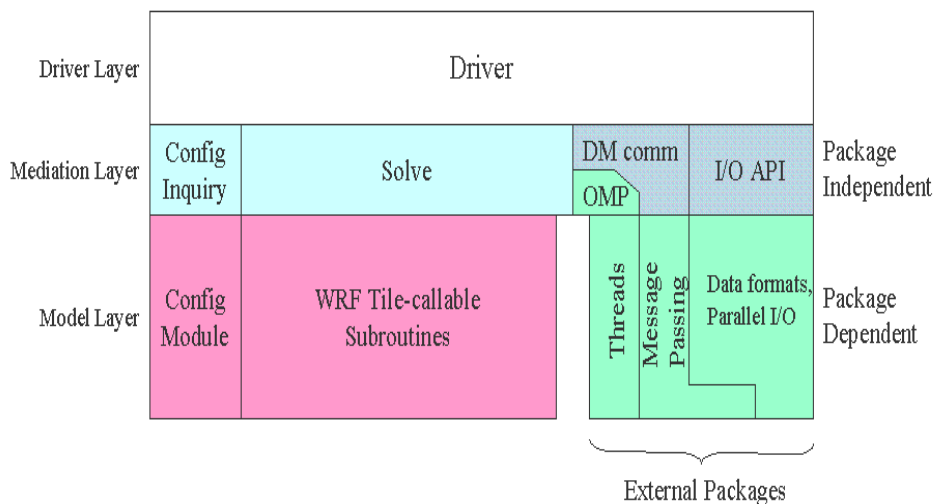 Driver Layer
Driver
Mediation Layer
Config
Inquiry
Solve
DM comm
OMP
I/O API
Package
Independent
Model Layer
Config
Module
WRF Tile-callable
Subroutines
Threads
Message
Passing
Data formats,
Parallel I/O
Package
Dependent
External Packages